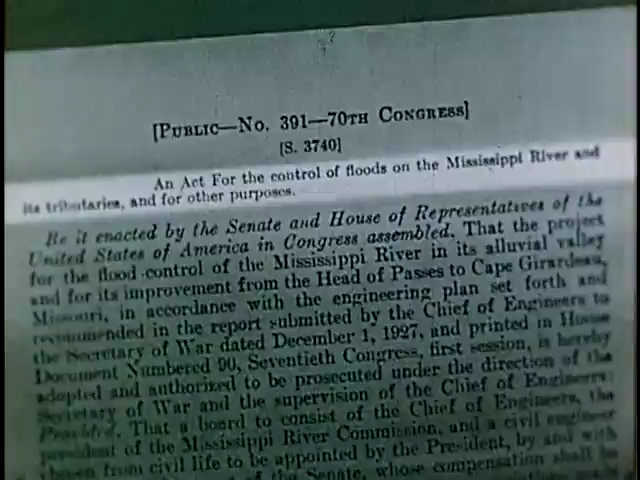 [PUBLIC—No. 391—70TH CONGRESS]
[S. 3740]
An Act For the control of floods on the Mississippi River and
its tributaries, and for other purposes.
Be it enacted by the Senate and House of Representatives of the
United States of America in Congress assembled, That the project
for the flood control of the Mississippi River in its alluvial valley
and for its improvement from the Head of Passes to Cape Girardeau,
Missouri, in accordance with the engineering plan set forth and
recommended in the report submitted by the Chief of Engineers to
the Secretary of War dated December 1, 1927, and printed in House
Document Numbered 90, Seventieth Congress, first session, is hereby
adopted and authorized to be prosecuted under the direction of the
Secretary of War and the supervision of the Chief of Engineers:
Provided, That a board to consist of the Chief of Engineers, the
president of the Mississippi River Commission, and a civil engineer
chosen from civil life to be appointed by the President, by and with
of the Senate, whose compensation shall be